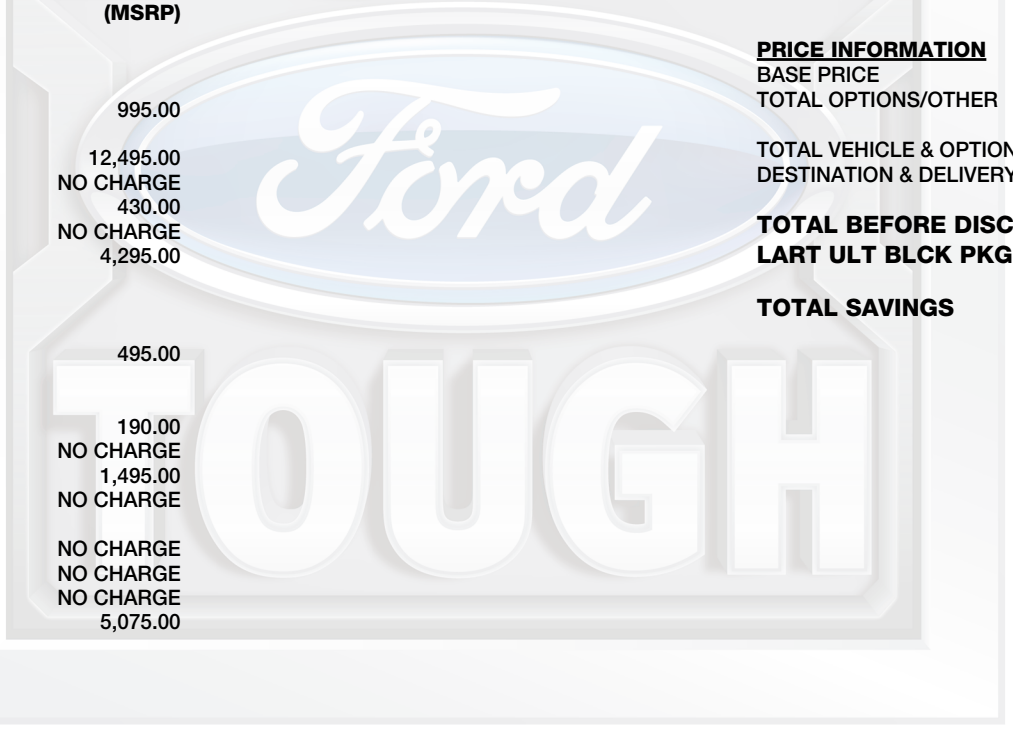 (MSRP)
995.00
12,495.00
NO CHARGE
430.00
NO CHARGE
4,295.00
495.00
190.00
NO CHARGE
1,495.00
NO CHARGE
NO CHARGE
NO CHARGE
NO CHARGE
5,075.00
PRICE INFORMATION
BASE PRICE
TOTAL OPTIONS/OTHER
TOTAL VEHICLE & OPTION
DESTINATION & DELIVERY
TOTAL BEFORE DISC
LART ULT BLCK PKG
TOTAL SAVINGS
Ford
TOUGH